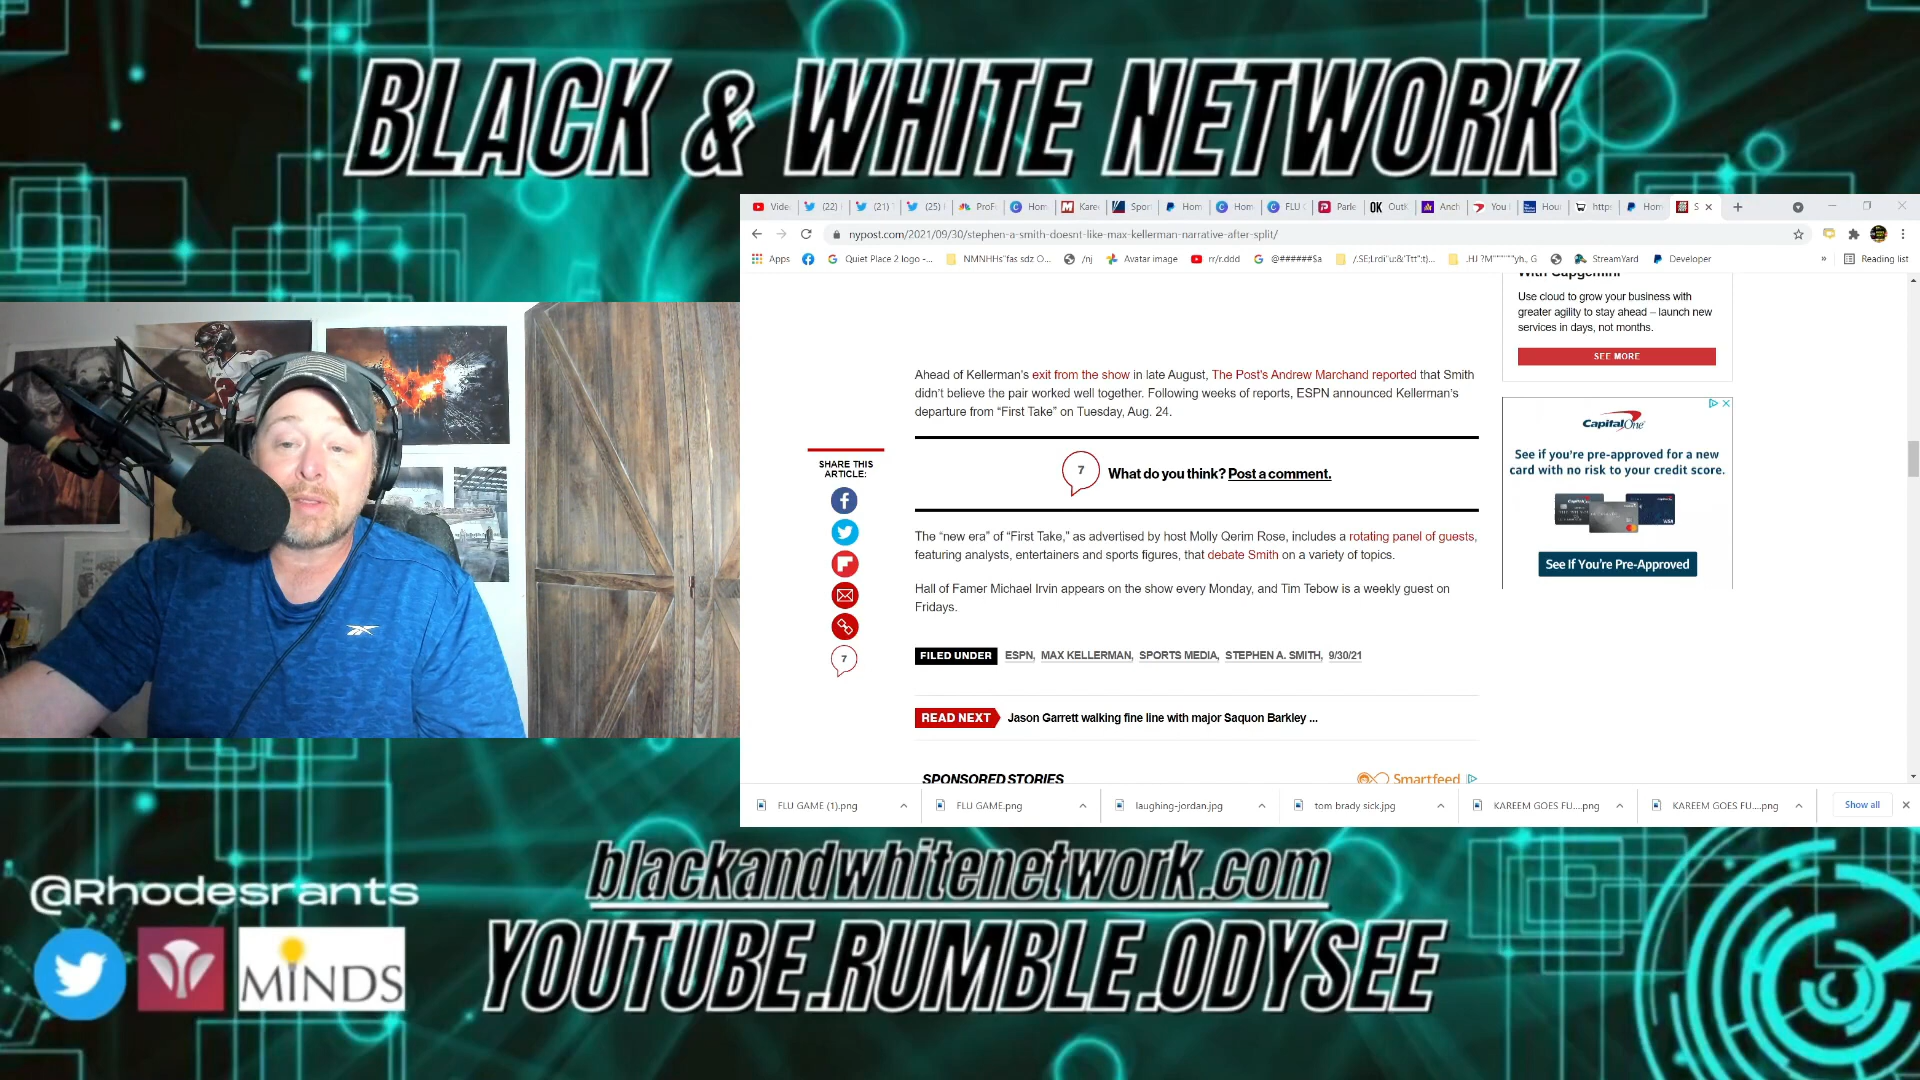 BLACK & WHITE NETWORK
nypost.com/2021/09/30/stephen-a-smith-doesnt-like-max-kellerman-narrative-after-split/
Apps
Quiet Place 2 logo -...
NMNHHs"fas sdz O...
/nj
Avatar image
rr/r.ddd
@######$a
StreamYard
Developer
»
Reading list
With Capgemini
Use cloud to grow your business with
greater agility to stay ahead – launch new
services in days, not months.
SEE MORE
Ahead of Kellerman's exit from the show in late August, The Post's Andrew Marchand reported that Smith
didn't believe the pair worked well together. Following weeks of reports, ESPN announced Kellerman's
departure from “First Take” on Tuesday, Aug. 24.
SHARE THIS
ARTICLE:
7 What do you think? Post a comment.
The “new era” of “First Take,” as advertised by host Molly Qerim Rose, includes a rotating panel of guests,
featuring analysts, entertainers and sports figures, that debate Smith on a variety of topics.
Hall of Famer Michael Irvin appears on the show every Monday, and Tim Tebow is a weekly guest on
Fridays.
7
FILED UNDER ESPN, MAX KELLERMAN, SPORTS MEDIA, STEPHEN A. SMITH, 9/30/21
READ NEXT Jason Garrett walking fine line with major Saquon Barkley ...
SPONSORED STORIES
Smartfeed
Capital One
See if you're pre-approved for a new
card with no risk to your credit score.
See If You're Pre-Approved
FLU GAME (1).png
FLU GAME.png
laughing-jordan.jpg
tom brady sick.jpg
KAREEM GOES FU....png
KAREEM GOES FU....png
Show all
blackandwhitenetwork.com
@Rhodesrants
MINDS
YOUTUBE.RUMBLE.ODYSEE